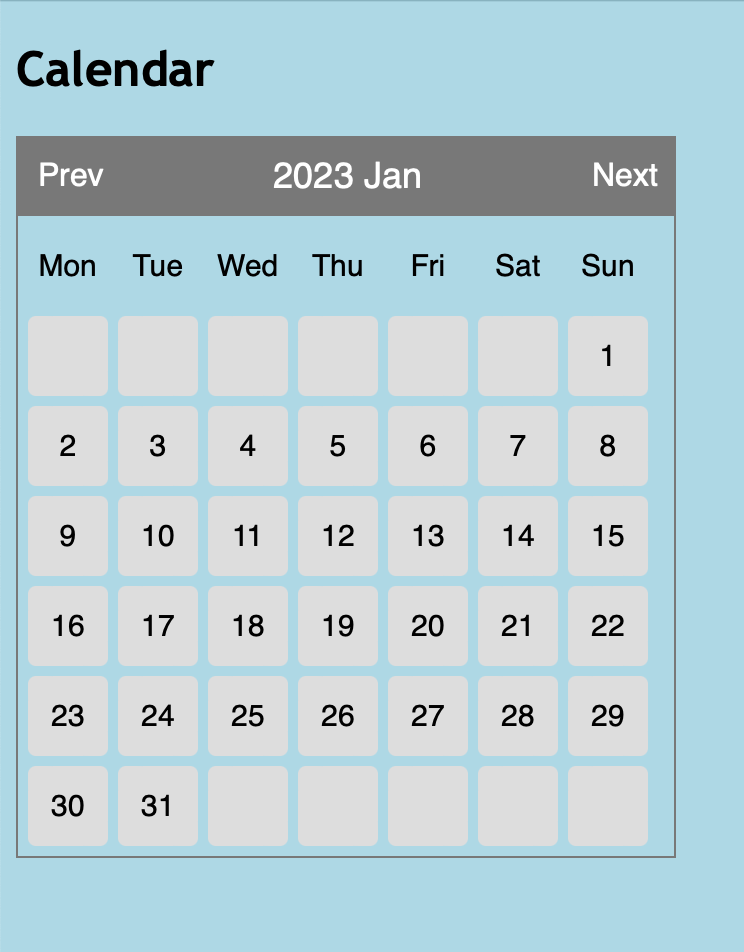 Calendar
Prev 2023 Jan Next
Mon Tue Wed Thu Fri Sat Sun
1
2 3 4 5 6 7 8
9 10 11 12 13 14 15
16 17 18 19 20 21 22
23 24 25 26 27 28 29
30 31